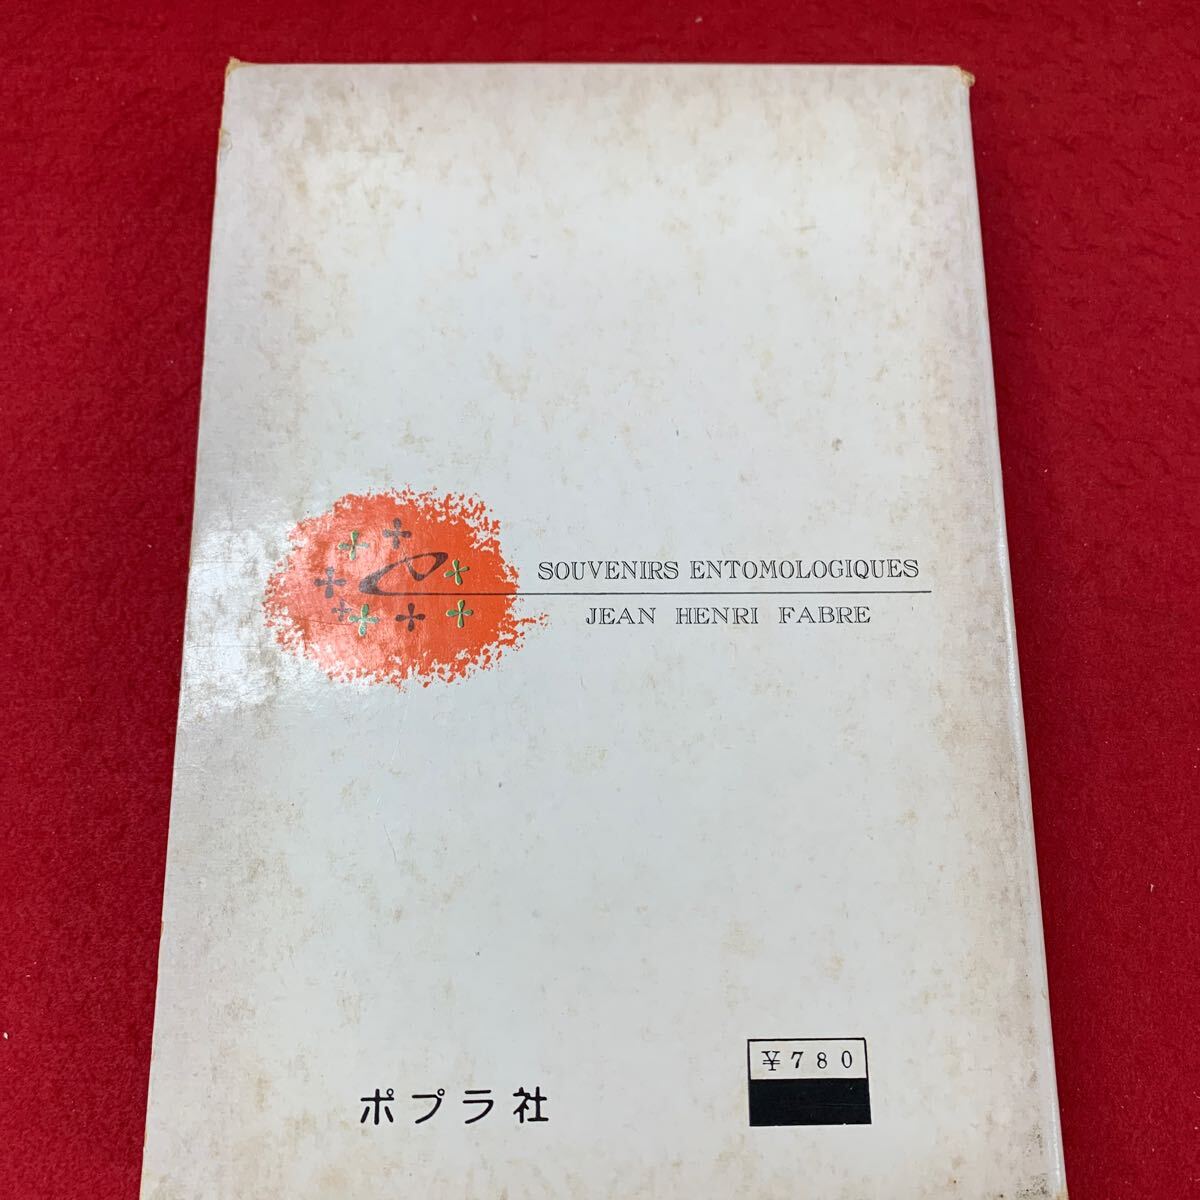 SOUVENIRS ENTOMOLOGIQUES
JEAN HENRI FABRE
¥780
ポプラ社